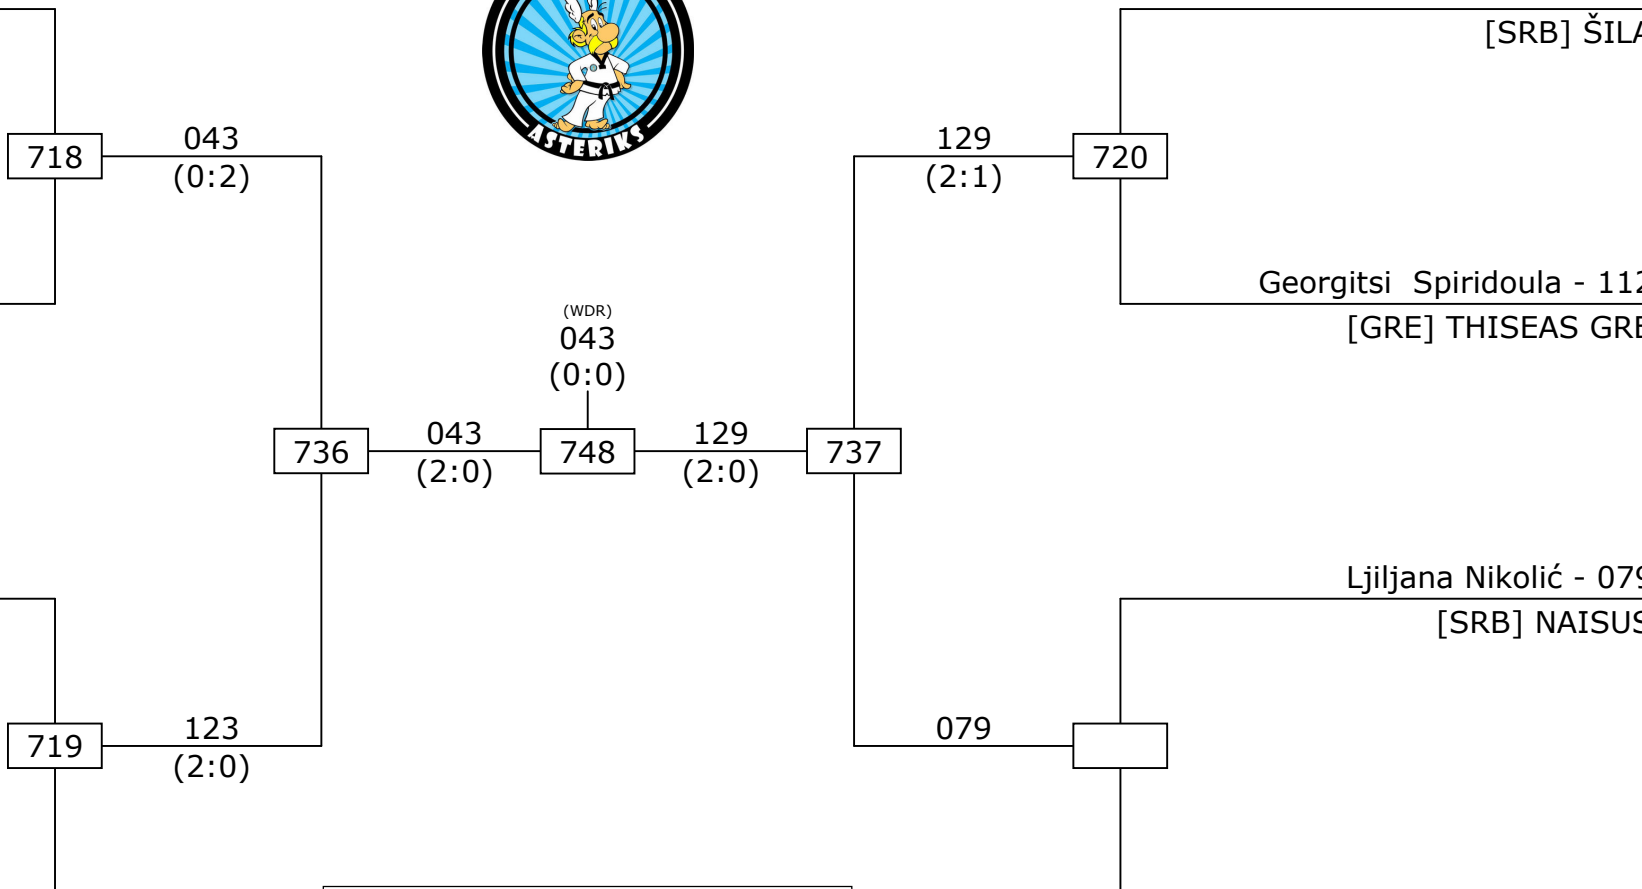 ASTERIKS
[SRB] ŠILA
718
043
(0:2)
129
(2:1)
720
Georgitsi Spiridoula - 112
[GRE] THISEAS GRE
(WDR)
043
(0:0)
736
043
(2:0)
748
129
(2:0)
737
Ljiljana Nikolić - 079
[SRB] NAISUS
719
123
(2:0)
079